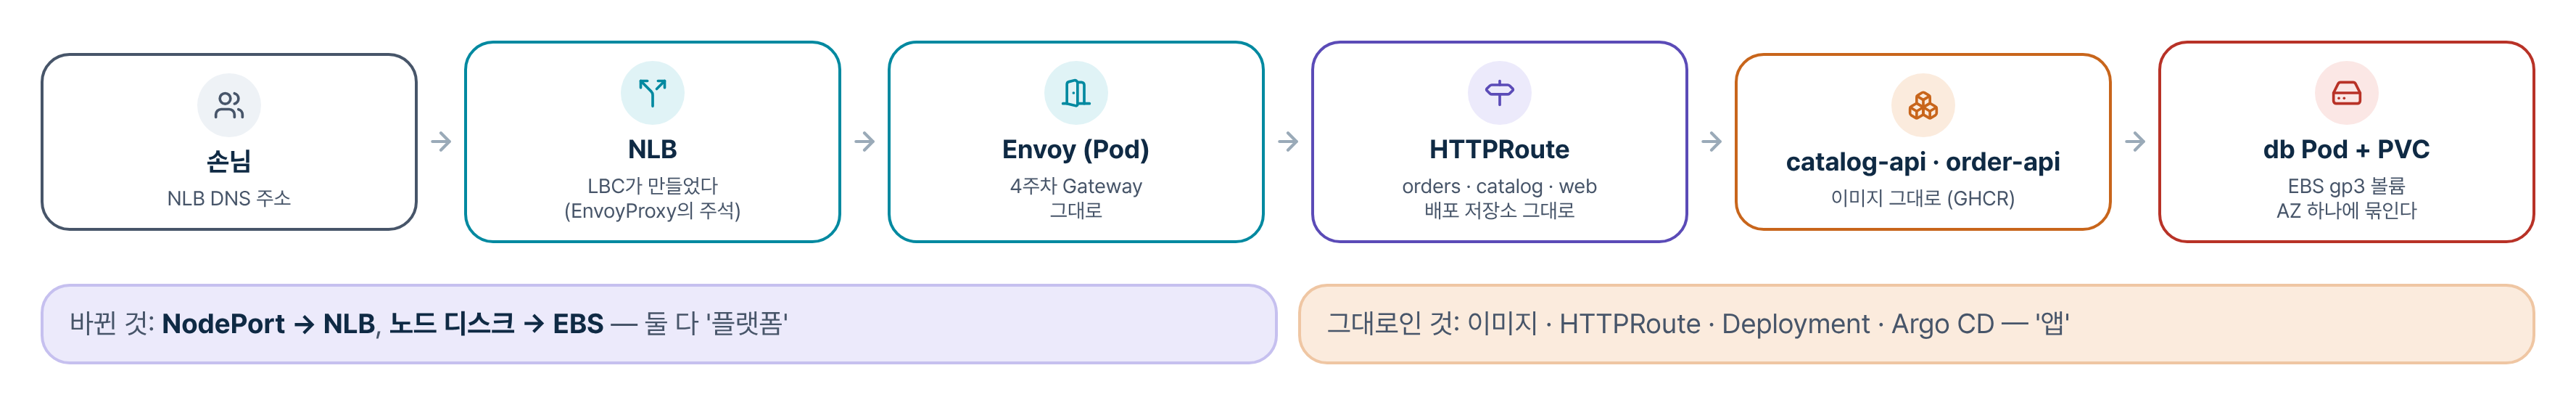 손님
NLB DNS 주소
NLB
LBC가 만들었다
(EnvoyProxy의 주석)
Envoy (Pod)
4주차 Gateway
그대로
HTTPRoute
orders · catalog · web
배포 저장소 그대로
catalog-api · order-api
이미지 그대로 (GHCR)
db Pod + PVC
EBS gp3 볼륨
AZ 하나에 묶인다
바뀐 것: NodePort → NLB, 노드 디스크 → EBS — 둘 다 '플랫폼'
그대로인 것: 이미지 · HTTPRoute · Deployment · Argo CD — '앱'